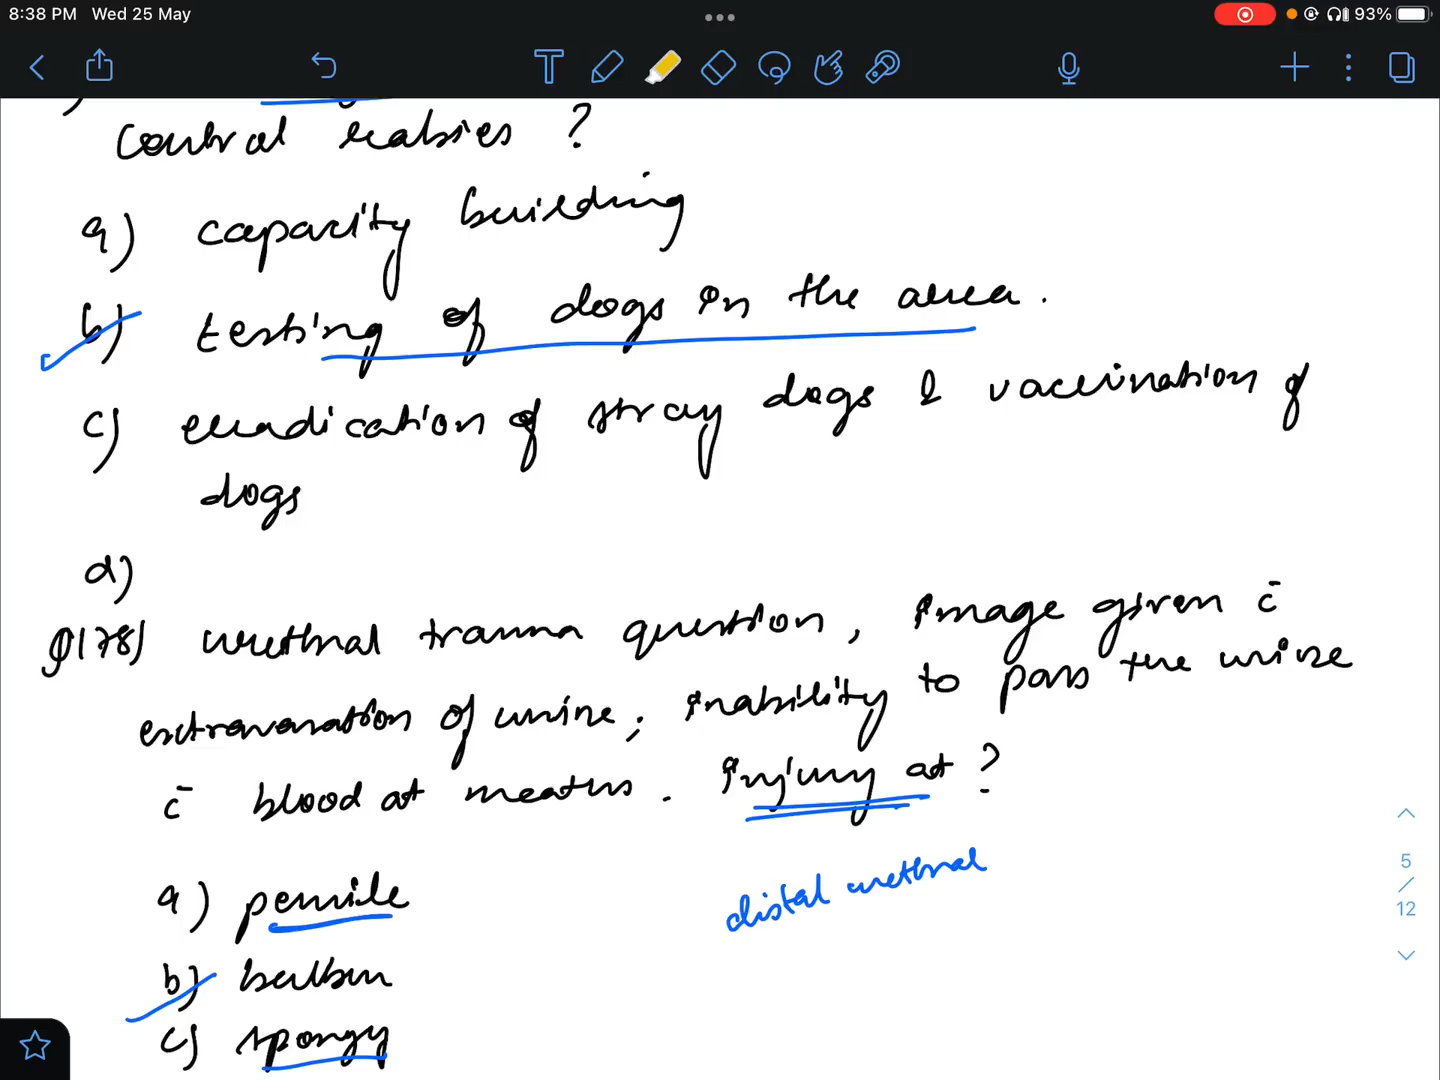 8:38 PM Wed 25 May
93%
control rabies ?
a) capacity building
b) testing of dogs in the area.
c) eradication of stray dogs & vaccination of
dogs
d)
Q178) urethral trauma question, image given c̄
extravasation of urine; inability to pass the urine
c̄ blood at meatus. injury at ?
distal urethral
a) penile
b) bulbur
c) spongy
5
/
12